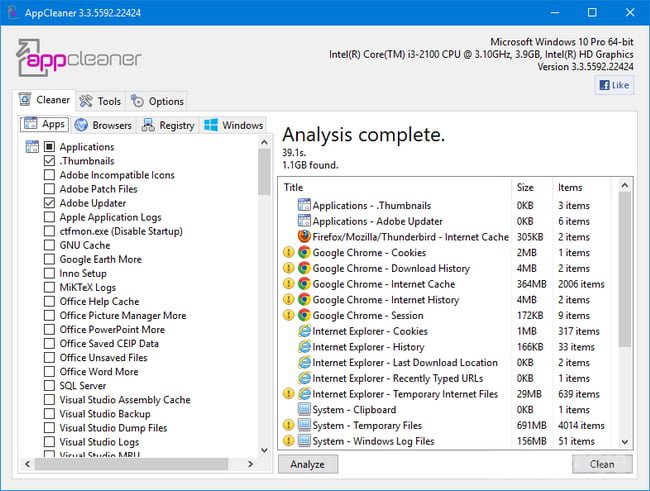 AppCleaner 3.3.5592.22424
appcleaner
Microsoft Windows 10 Pro 64-bit
Intel(R) Core(TM) i3-2100 CPU @ 3.10GHz, 3.9GB, Intel(R) HD Graphics
Version 3.3.5592.22424
Like
Cleaner Tools Options
Apps Browsers Registry Windows
Applications
.Thumbnails
Adobe Incompatible Icons
Adobe Patch Files
Adobe Updater
Apple Application Logs
ctfmon.exe (Disable Startup)
GNU Cache
Google Earth More
Inno Setup
MiKTeX Logs
Office Help Cache
Office Picture Manager More
Office PowerPoint More
Office Saved CEIP Data
Office Unsaved Files
Office Word More
SQL Server
Visual Studio Assembly Cache
Visual Studio Backup
Visual Studio Dump Files
Visual Studio Logs
Visual Studio MRU
Analysis complete.
39.1s.
1.1GB found.
Title Size Items
Applications - .Thumbnails 0KB 3 items
Applications - Adobe Updater 0KB 6 items
Firefox/Mozilla/Thunderbird - Internet Cache 305KB 2 items
Google Chrome - Cookies 2MB 1 items
Google Chrome - Download History 4MB 2 items
Google Chrome - Internet Cache 364MB 2006 items
Google Chrome - Internet History 4MB 2 items
Google Chrome - Session 172KB 9 items
Internet Explorer - Cookies 1MB 317 items
Internet Explorer - History 166KB 33 items
Internet Explorer - Last Download Location 0KB 2 items
Internet Explorer - Recently Typed URLs 0KB 2 items
Internet Explorer - Temporary Internet Files 29MB 639 items
System - Clipboard 0KB 0 items
System - Temporary Files 691MB 4014 items
System - Windows Log Files 156MB 51 items
Analyze Clean